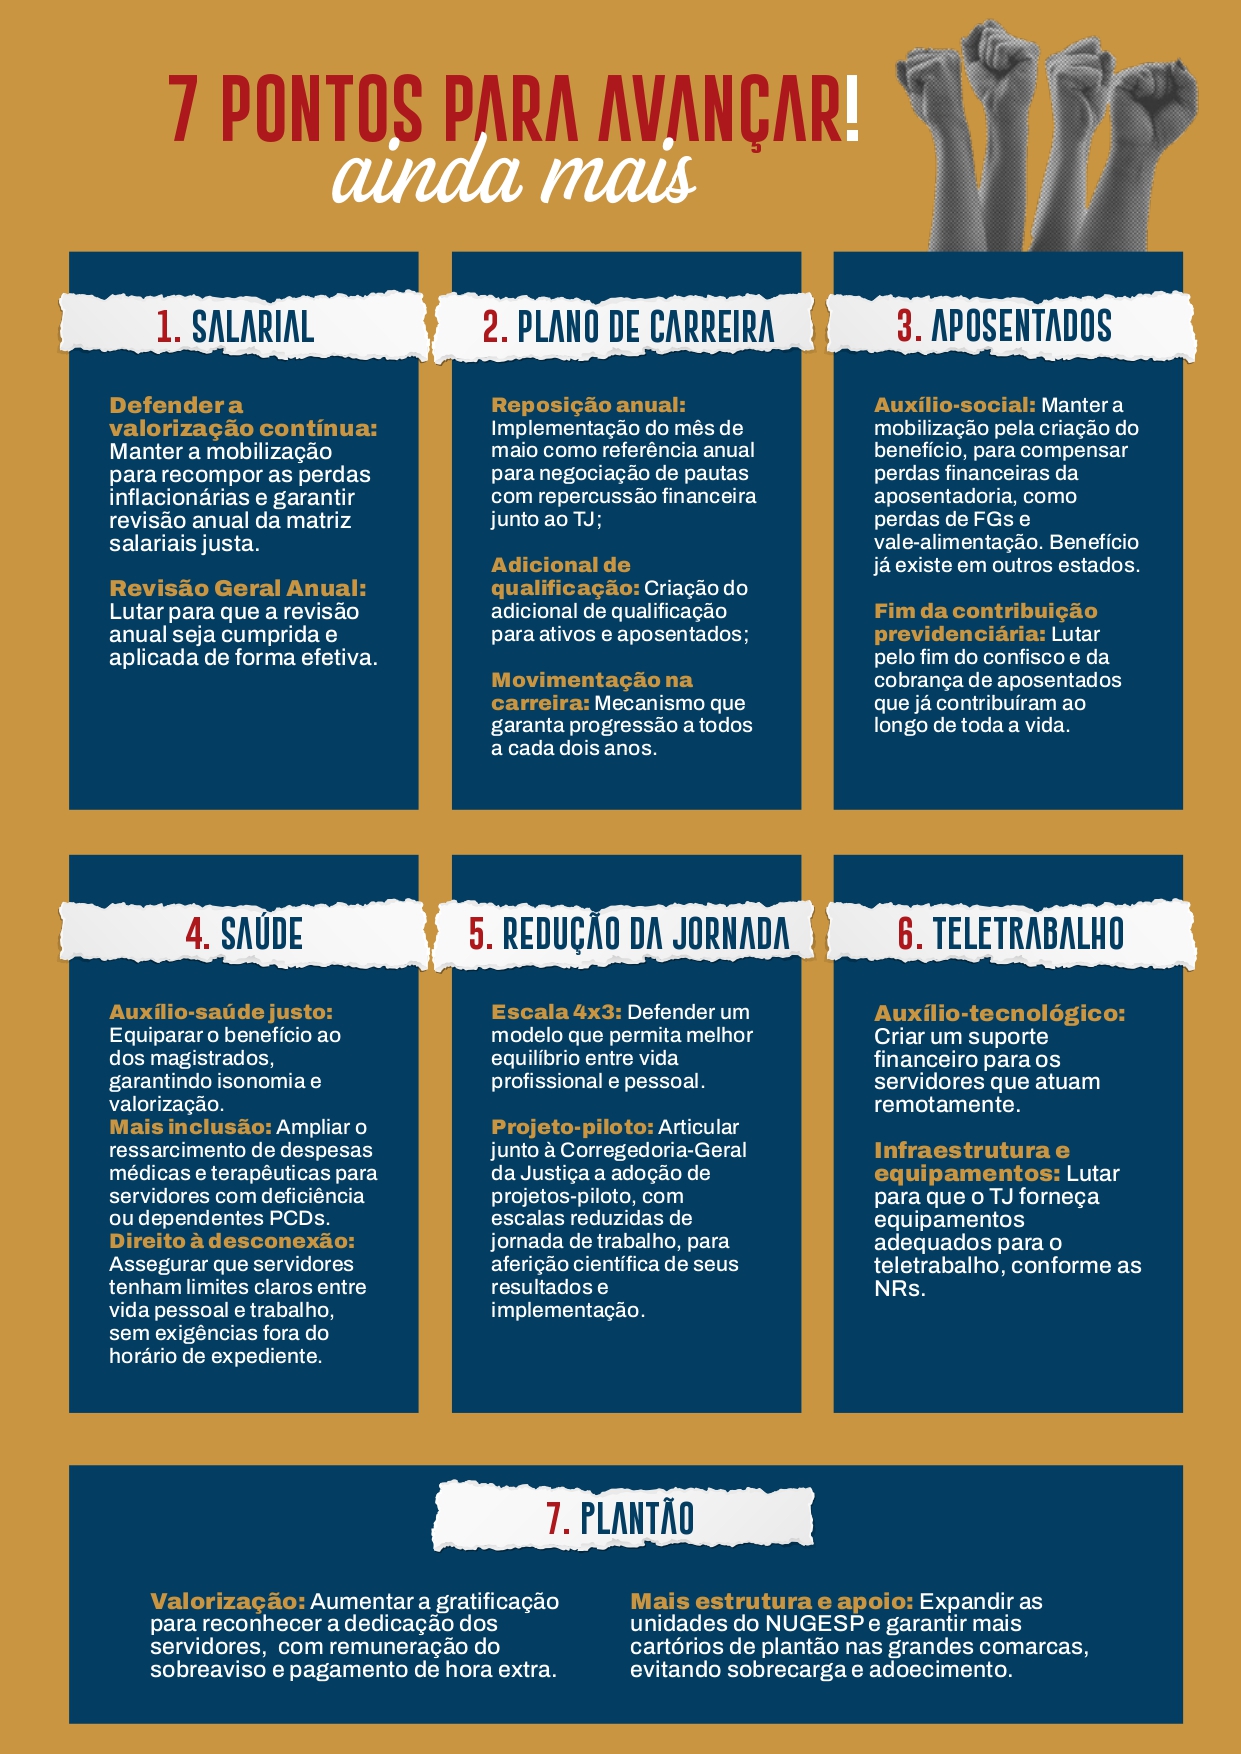 7 PONTOS PARA AVANÇAR!
ainda mais
1. SALARIAL
Defender a
valorização contínua:
Manter a mobilização
para recompor as perdas
inflacionárias e garantir
revisão anual da matriz
salariais justa.
Revisão Geral Anual:
Lutar para que a revisão
anual seja cumprida e
aplicada de forma efetiva.
2. PLANO DE CARREIRA
Reposição anual:
Implementação do mês de
maio como referência anual
para negociação de pautas
com repercussão financeira
junto ao TJ;
Adicional de
qualificação: Criação do
adicional de qualificação
para ativos e aposentados;
Movimentação na
carreira: Mecanismo que
garanta progressão a todos
a cada dois anos.
3. APOSENTADOS
Auxílio-social: Manter a
mobilização pela criação do
benefício, para compensar
perdas financeiras da
aposentadoria, como
perdas de FGs e
vale-alimentação. Benefício
já existe em outros estados.
Fim da contribuição
previdenciária: Lutar
pelo fim do confisco e da
cobrança de aposentados
que já contribuíram ao
longo de toda a vida.
4. SAÚDE
Auxílio-saúde justo:
Equiparar o benefício ao
dos magistrados,
garantindo isonomia e
valorização.
Mais inclusão: Ampliar o
ressarcimento de despesas
médicas e terapêuticas para
servidores com deficiência
ou dependentes PCDs.
Direito à desconexão:
Assegurar que servidores
tenham limites claros entre
vida pessoal e trabalho,
sem exigências fora do
horário de expediente.
5. REDUÇÃO DA JORNADA
Escala 4x3: Defender um
modelo que permita melhor
equilíbrio entre vida
profissional e pessoal.
Projeto-piloto: Articular
junto à Corregedoria-Geral
da Justiça a adoção de
projetos-piloto, com
escalas reduzidas de
jornada de trabalho, para
aferição científica de seus
resultados e
implementação.
6. TELETRABALHO
Auxílio-tecnológico:
Criar um suporte
financeiro para os
servidores que atuam
remotamente.
Infraestrutura e
equipamentos: Lutar
para que o TJ forneça
equipamentos
adequados para o
teletrabalho, conforme as
NRs.
7. PLANTÃO
Valorização: Aumentar a gratificação
para reconhecer a dedicação dos
servidores, com remuneração do
sobreaviso e pagamento de hora extra.
Mais estrutura e apoio: Expandir as
unidades do NUGESP e garantir mais
cartórios de plantão nas grandes comarcas,
evitando sobrecarga e adoecimento.